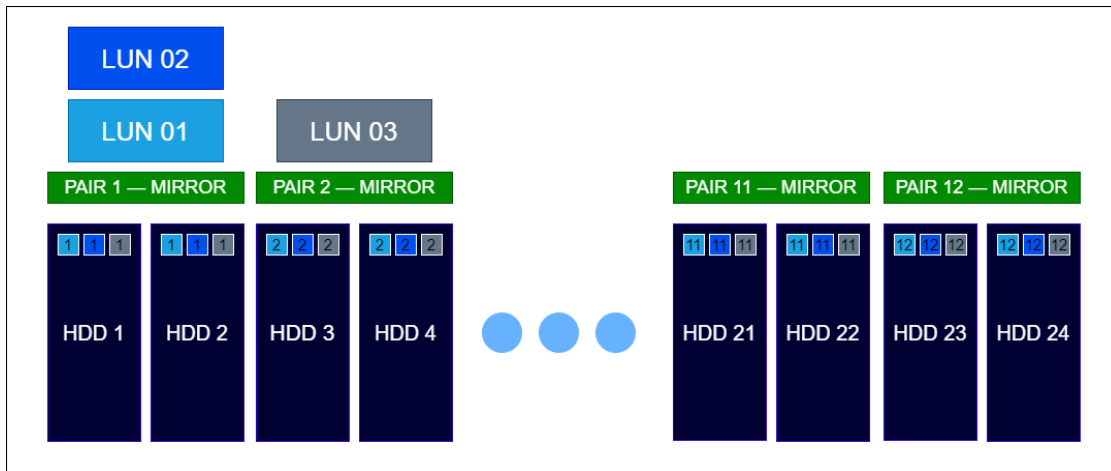 LUN 02
LUN 01 LUN 03
PAIR 1 — MIRROR PAIR 2 — MIRROR PAIR 11 — MIRROR PAIR 12 — MIRROR
1 1 1 1 1 1 2 2 2 2 2 2 11 11 11 11 11 11 12 12 12 12 12 12
HDD 1 HDD 2 HDD 3 HDD 4 HDD 21 HDD 22 HDD 23 HDD 24